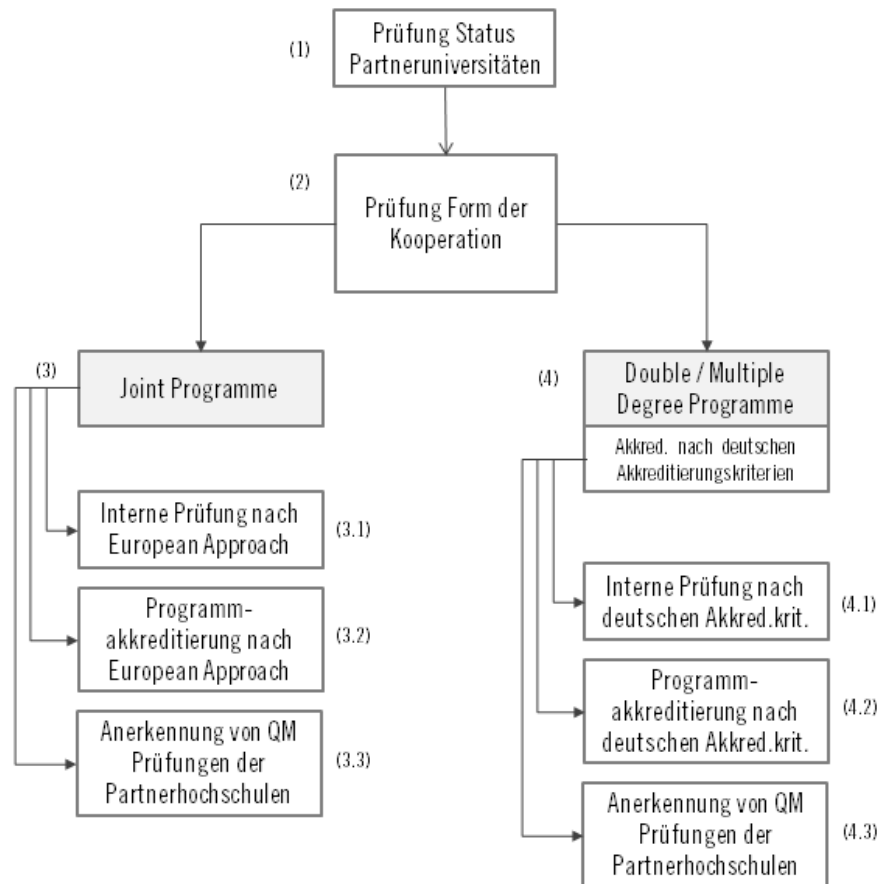 (1)
Prüfung Status
Partneruniversitäten
(2)
Prüfung Form der
Kooperation
(3)
Joint Programme
Interne Prüfung nach
European Approach
(3.1)
Programm-
akkreditierung nach
European Approach
(3.2)
Anerkennung von QM
Prüfungen der
Partnerhochschulen
(3.3)
(4)
Double / Multiple
Degree Programme
Akkred. nach deutschen
Akkreditierungskriterien
Interne Prüfung nach
deutschen Akkred.krit.
(4.1)
Programm-
akkreditierung nach
deutschen Akkred.krit.
(4.2)
Anerkennung von QM
Prüfungen der
Partnerhochschulen
(4.3)